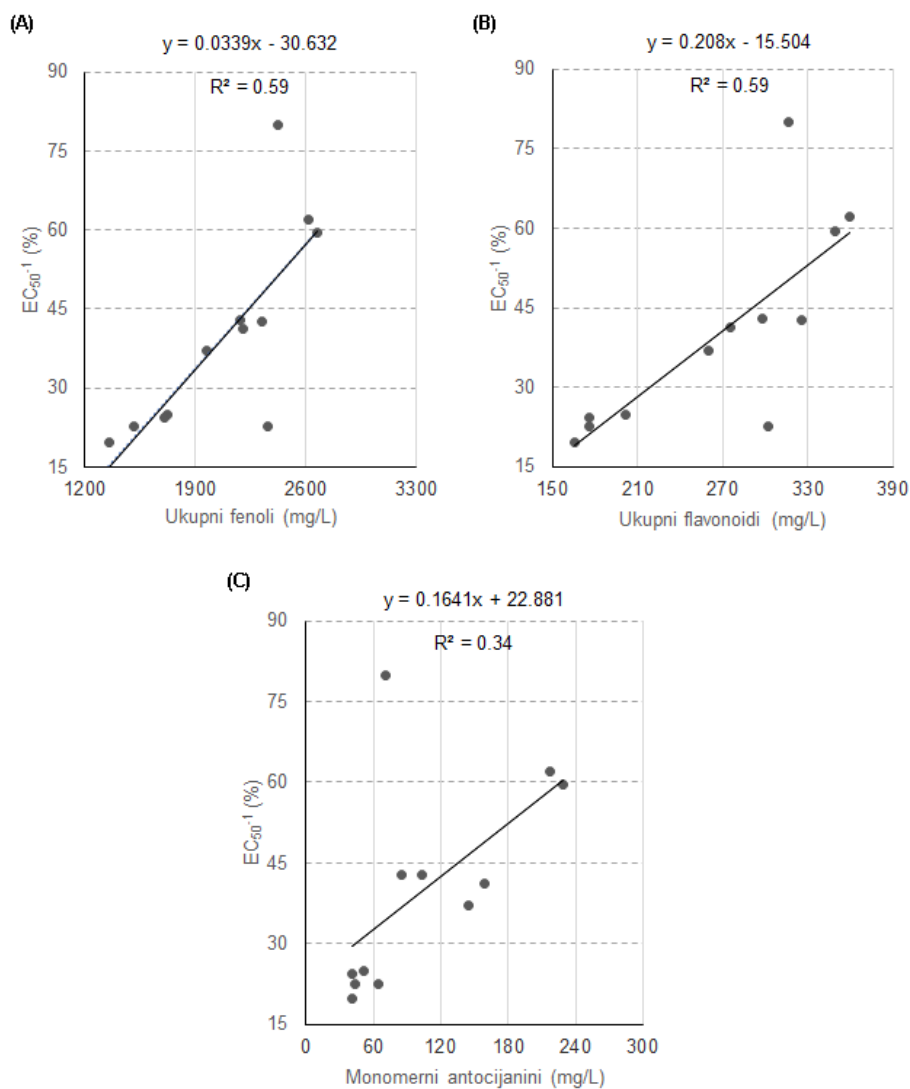 (A)
y = 0.0339x - 30.632
R² = 0.59
90
75
60
45
30
15
EC₅₀⁻¹ (%)
1200 1900 2600 3300
Ukupni fenoli (mg/L)
(B)
y = 0.208x - 15.504
R² = 0.59
90
75
60
45
30
15
EC₅₀⁻¹ (%)
150 210 270 330 390
Ukupni flavonoidi (mg/L)
(C)
y = 0.1641x + 22.881
R² = 0.34
90
75
60
45
30
15
EC₅₀⁻¹ (%)
0 60 120 180 240 300
Monomerni antocijanini (mg/L)